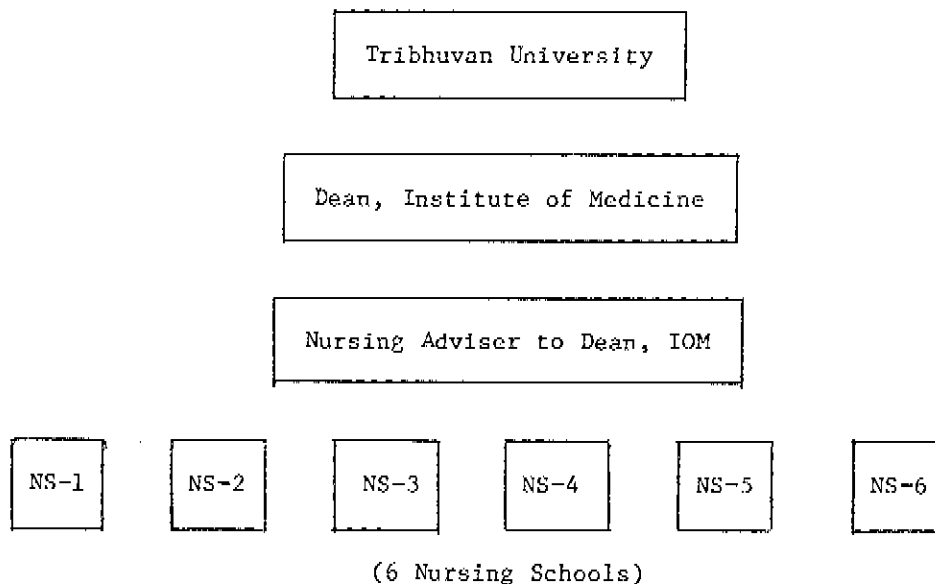 Tribhuvan University
Dean, Institute of Medicine
Nursing Adviser to Dean, IOM
NS-1 NS-2 NS-3 NS-4 NS-5 NS-6
(6 Nursing Schools)